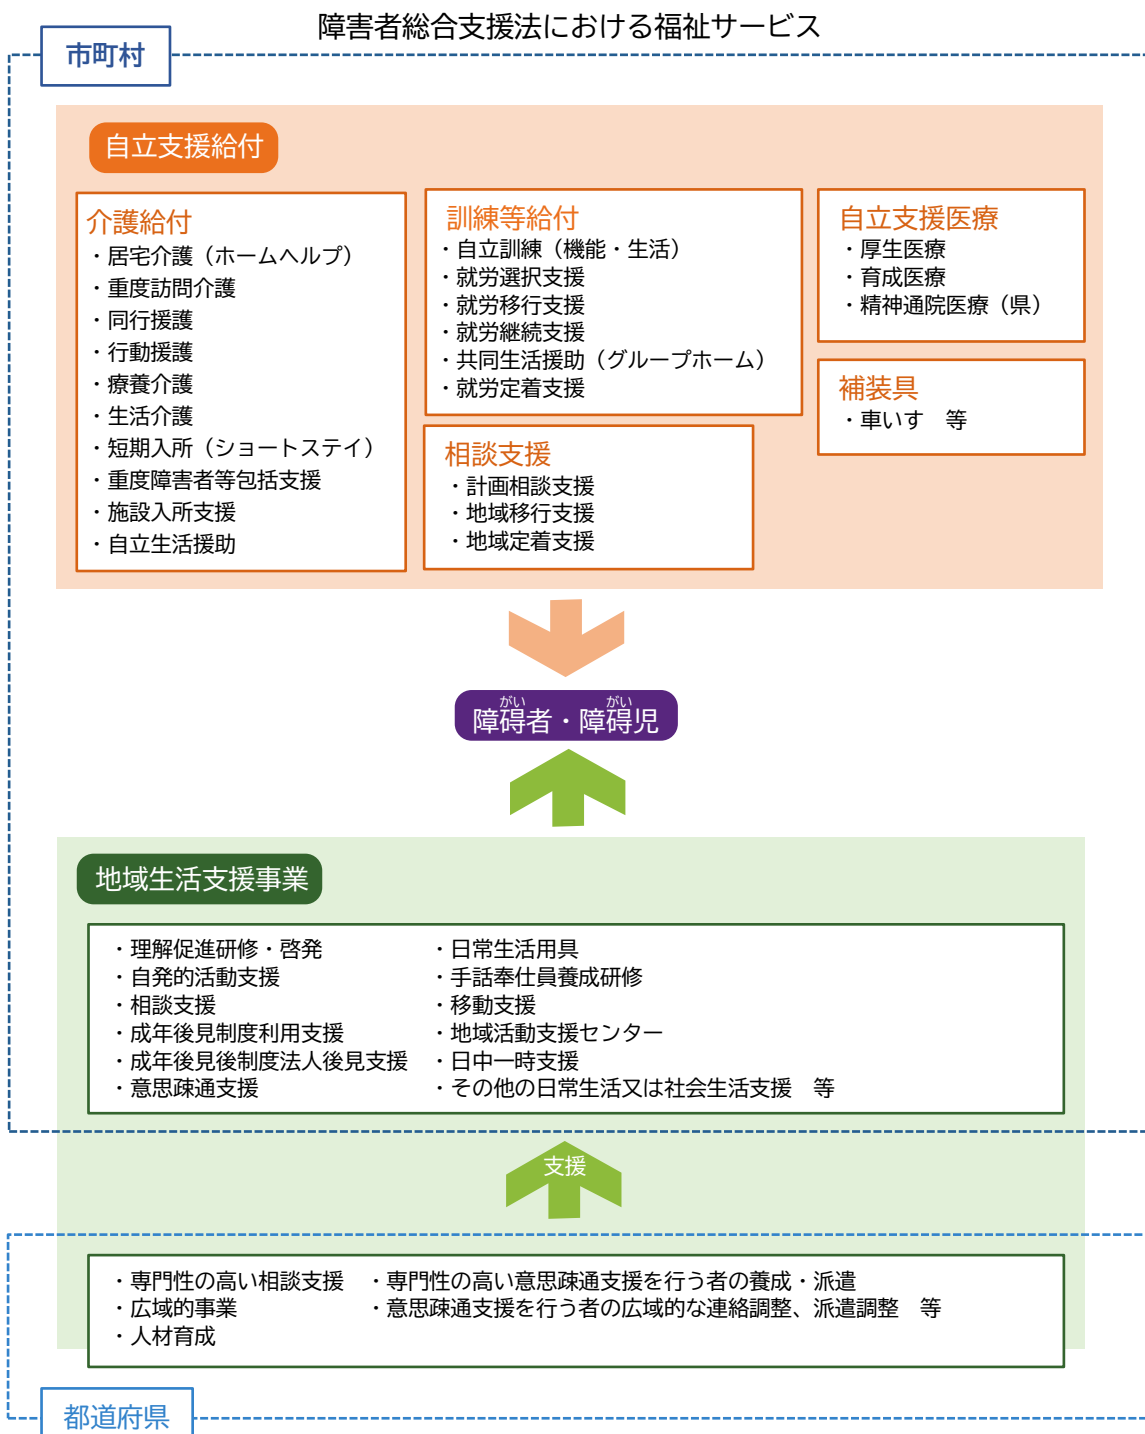 障害者総合支援法における福祉サービス
市町村
自立支援給付
介護給付
・居宅介護（ホームヘルプ）
・重度訪問介護
・同行援護
・行動援護
・療養介護
・生活介護
・短期入所（ショートステイ）
・重度障害者等包括支援
・施設入所支援
・自立生活援助
訓練等給付
・自立訓練（機能・生活）
・就労選択支援
・就労移行支援
・就労継続支援
・共同生活援助（グループホーム）
・就労定着支援
相談支援
・計画相談支援
・地域移行支援
・地域定着支援
自立支援医療
・厚生医療
・育成医療
・精神通院医療（県）
補装具
・車いす　等
がい　がい
障碍者・障碍児
地域生活支援事業
・理解促進研修・啓発
・自発的活動支援
・相談支援
・成年後見制度利用支援
・成年後見後制度法人後見支援
・意思疎通支援
・日常生活用具
・手話奉仕員養成研修
・移動支援
・地域活動支援センター
・日中一時支援
・その他の日常生活又は社会生活支援　等
支援
・専門性の高い相談支援
・広域的事業
・人材育成
・専門性の高い意思疎通支援を行う者の養成・派遣
・意思疎通支援を行う者の広域的な連絡調整、派遣調整　等
都道府県